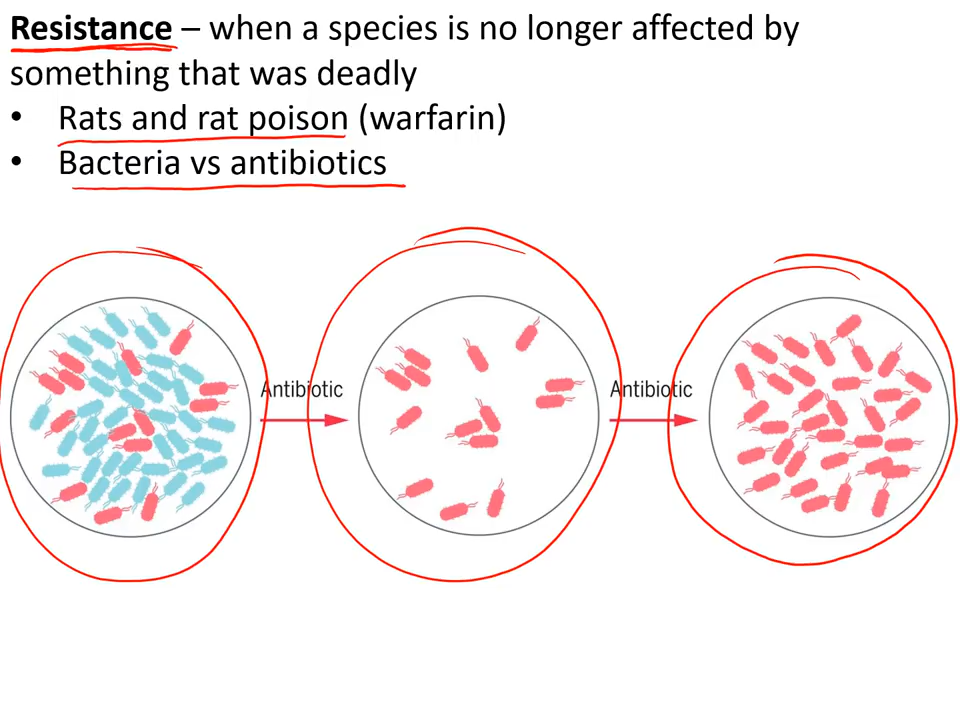 Resistance – when a species is no longer affected by
something that was deadly
• Rats and rat poison (warfarin)
• Bacteria vs antibiotics
Antibiotic
Antibiotic